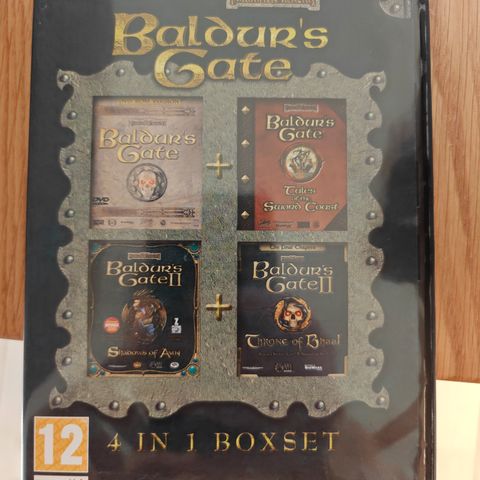 Baldur's
Gate
Baldur's
Gate
DVD
+
Baldur's
Gate
Tales
of the
Sword Coast
Baldur's
Gate II
Shadows of Amn
+
Baldur's
Gate II
Throne of Bhaal
12
4 IN 1 BOXSET